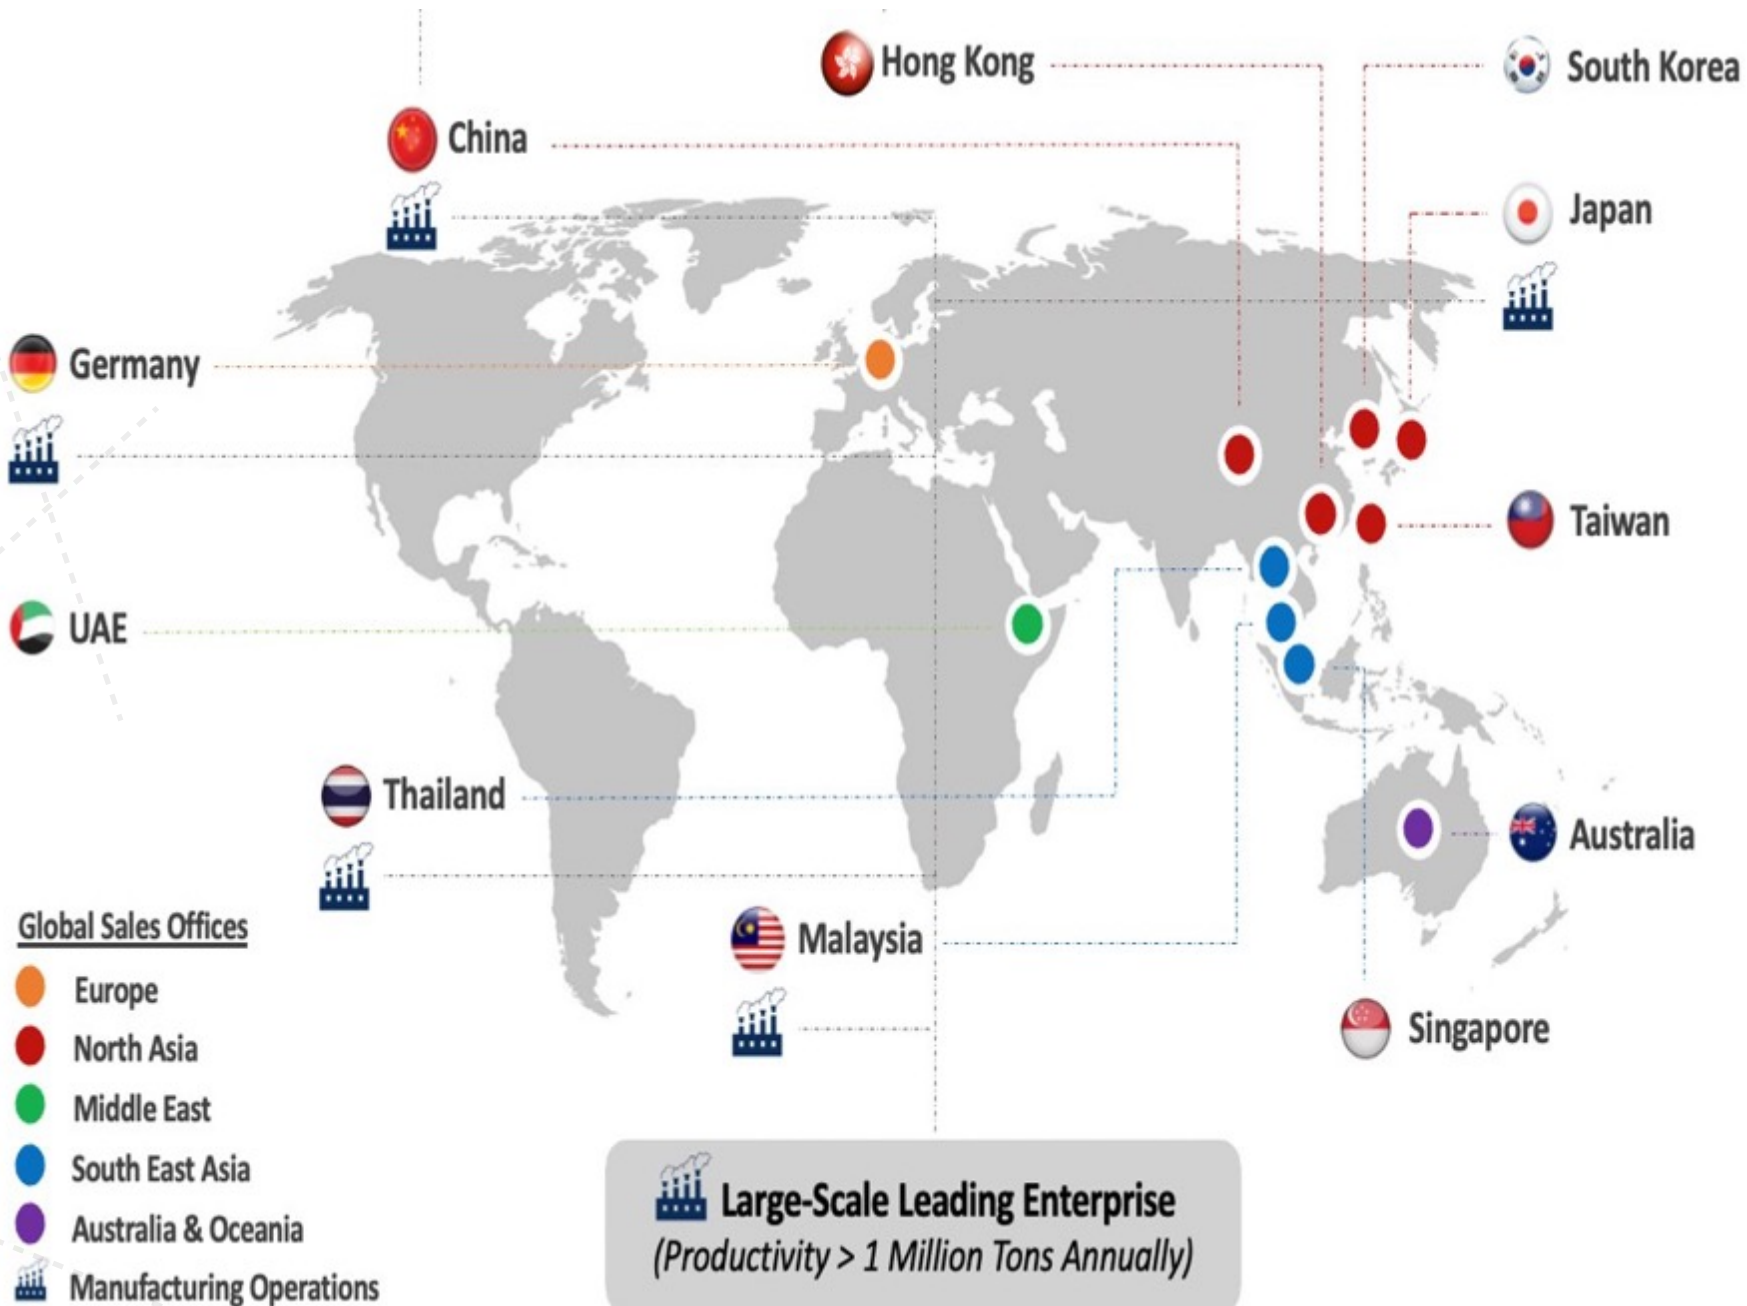 Hong Kong
South Korea
China
Japan
Germany
Taiwan
UAE
Thailand
Australia
Malaysia
Singapore
Global Sales Offices
Europe
North Asia
Middle East
South East Asia
Australia & Oceania
Manufacturing Operations
Large-Scale Leading Enterprise
(Productivity > 1 Million Tons Annually)